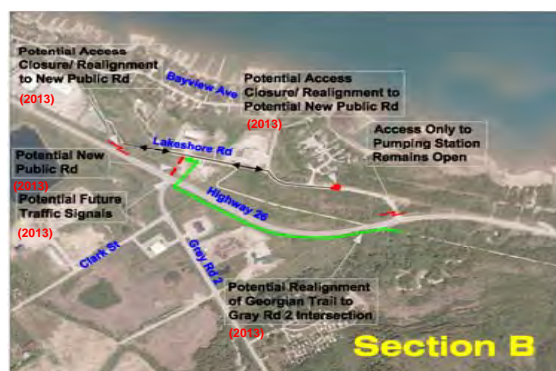 Potential Access
Closure/ Realignment
to New Public Rd
(2013)
Bayview Ave
Potential Access
Closure/ Realignment to
Potential New Public Rd
(2013)
Access Only to
Pumping Station
Remains Open
Lakeshore Rd
Potential New
Public Rd
(2013)
Potential Future
Traffic Signals
(2013)
Highway 26
Clark St
Gray Rd 2
Potential Realignment
of Georgian Trail to
Gray Rd 2 Intersection
(2013)
Section B